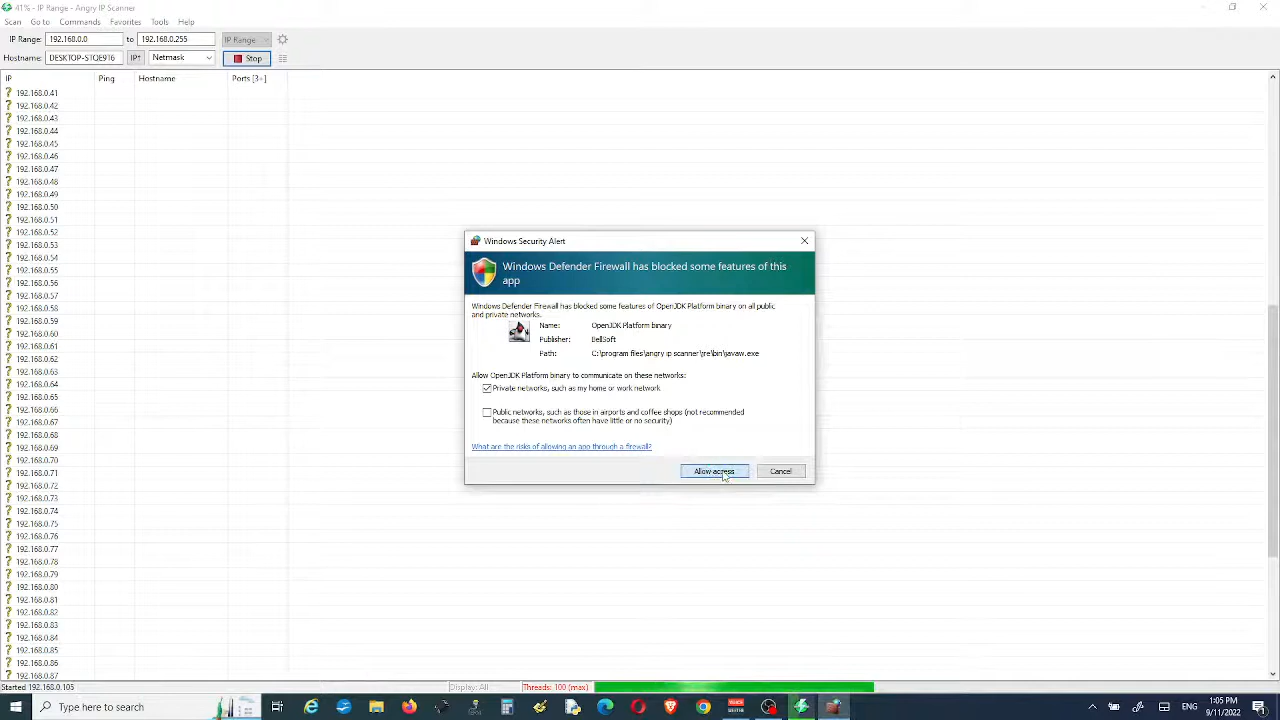 41% - IP Range - Angry IP Scanner
Scan Go to Commands Favorites Tools Help
IP Range: 192.168.0.0 to 192.168.0.255 IP Range
Hostname: DESKTOP-STQE9T6 IP↑ Netmask Stop
IP Ping Hostname Ports [3+]
192.168.0.41
192.168.0.42
192.168.0.43
192.168.0.44
192.168.0.45
192.168.0.46
192.168.0.47
192.168.0.48
192.168.0.49
192.168.0.50
192.168.0.51
192.168.0.52
192.168.0.53
192.168.0.54
192.168.0.55
192.168.0.56
192.168.0.57
192.168.0.58
192.168.0.59
192.168.0.60
192.168.0.61
192.168.0.62
192.168.0.63
192.168.0.64
192.168.0.65
192.168.0.66
192.168.0.67
192.168.0.68
192.168.0.69
192.168.0.70
192.168.0.71
192.168.0.72
192.168.0.73
192.168.0.74
192.168.0.75
192.168.0.76
192.168.0.77
192.168.0.78
192.168.0.79
192.168.0.80
192.168.0.81
192.168.0.82
192.168.0.83
192.168.0.84
192.168.0.85
192.168.0.86
192.168.0.87
Windows Security Alert
Windows Defender Firewall has blocked some features of this
app
Windows Defender Firewall has blocked some features of OpenJDK Platform binary on all public
and private networks.
Name: OpenJDK Platform binary
Publisher: BellSoft
Path: C:\program files\angry ip scanner\jre\bin\javaw.exe
Allow OpenJDK Platform binary to communicate on these networks:
Private networks, such as my home or work network
Public networks, such as those in airports and coffee shops (not recommended
because these networks often have little or no security)
What are the risks of allowing an app through a firewall?
Allow access Cancel
Started 192.168.0.105 Display: All Threads: 100 (max)
Type here to search
1:05 PM
9/11/2022